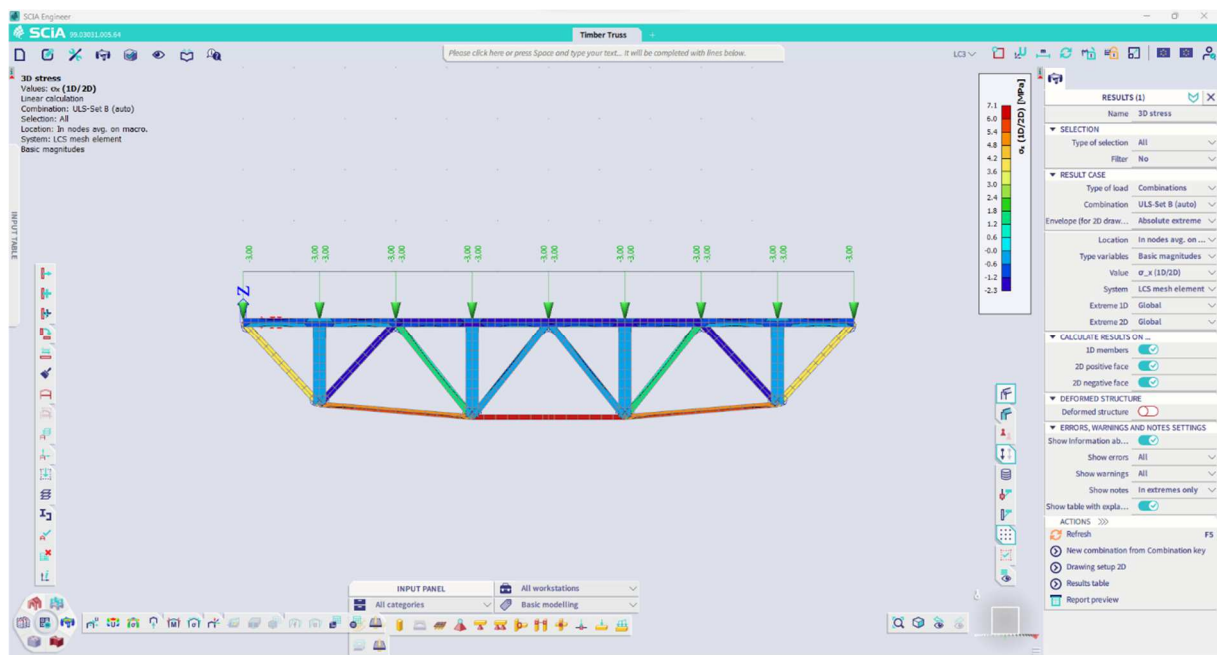 SCIA Engineer
SCiA 99.03031.005.64
Timber Truss
Please click here or press Space and type your text... It will be completed with lines below.
LC3
3D stress
Values: σx (1D/2D)
Linear calculation
Combination: ULS-Set B (auto)
Selection: All
Location: In nodes avg. on macro.
System: LCS mesh element
Basic magnitudes
INPUT TABLE
7.1
6.0
5.4
4.8
4.2
3.6
3.0
2.4
1.8
1.2
0.6
-0.0
-0.6
-1.2
-2.3
σx (1D/2D) [MPa]
-3.00
-3.00 -3.00
-3.00 -3.00
-3.00 -3.00
-3.00 -3.00
-3.00 -3.00
-3.00 -3.00
-3.00 -3.00
-3.00
Z
RESULTS (1)
Name 3D stress
SELECTION
Type of selection All
Filter No
RESULT CASE
Type of load Combinations
Combination ULS-Set B (auto)
Envelope (for 2D draw... Absolute extreme
Location In nodes avg. on ...
Type variables Basic magnitudes
Value σ_x (1D/2D)
System LCS mesh element
Extreme 1D Global
Extreme 2D Global
CALCULATE RESULTS ON ...
1D members
2D positive face
2D negative face
DEFORMED STRUCTURE
Deformed structure
ERRORS, WARNINGS AND NOTES SETTINGS
Show Information ab...
Show errors All
Show warnings All
Show notes In extremes only
Show table with expla...
ACTIONS >>>
Refresh F5
New combination from Combination key
Drawing setup 2D
Results table
Report preview
INPUT PANEL
All workstations
All categories
Basic modelling